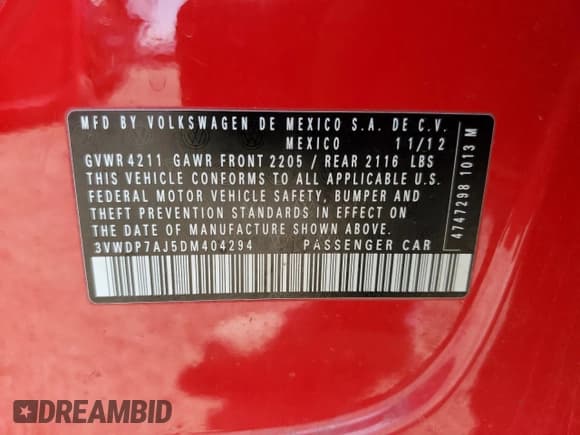 MFD BY VOLKSWAGEN DE MEXICO S.A. DE C.V.
MEXICO 11/12
GVWR 4211 GAWR FRONT 2205 / REAR 2116 LBS
THIS VEHICLE CONFORMS TO ALL APPLICABLE U.S.
FEDERAL MOTOR VEHICLE SAFETY, BUMPER AND
THEFT PREVENTION STANDARDS IN EFFECT ON
THE DATE OF MANUFACTURE SHOWN ABOVE.
3VWDP7AJ5DM404294 PASSENGER CAR
4747298 1013 M
DREAMBID